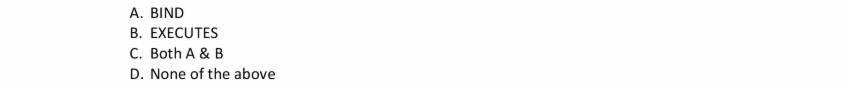 A. BIND
B. EXECUTES
C. Both A & B
D. None of the above